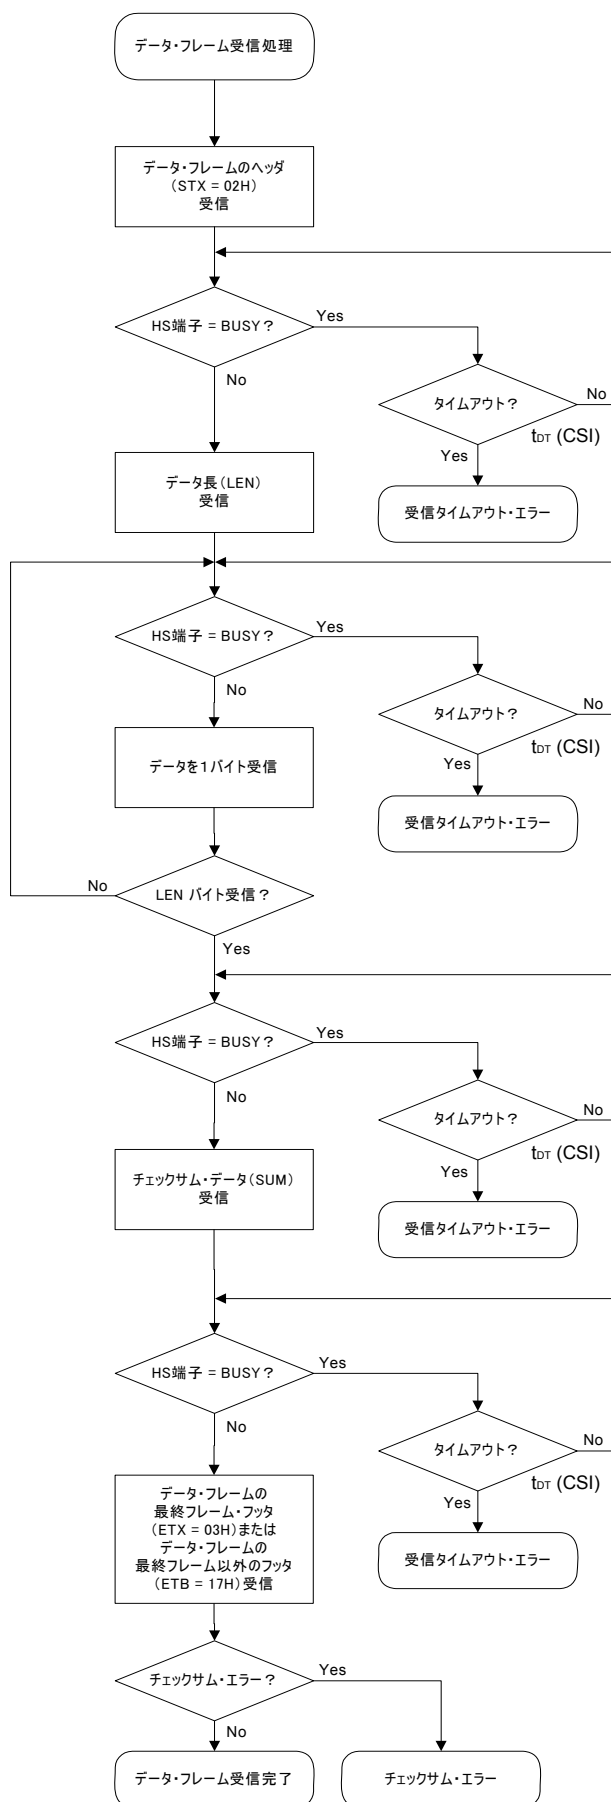 データ・フレーム受信処理
データ・フレームのヘッダ
(STX = 02H)
受信
HS端子 = BUSY？
Yes
No
タイムアウト？
No
tDT (CSI)
Yes
受信タイムアウト・エラー
データ長（LEN）
受信
HS端子 = BUSY？
Yes
No
タイムアウト？
No
tDT (CSI)
Yes
受信タイムアウト・エラー
データを１バイト受信
LEN バイト受信？
No
Yes
HS端子 = BUSY？
Yes
No
タイムアウト？
No
tDT (CSI)
Yes
受信タイムアウト・エラー
チェックサム・データ（SUM）
受信
HS端子 = BUSY？
Yes
No
タイムアウト？
No
tDT (CSI)
Yes
受信タイムアウト・エラー
データ・フレームの
最終フレーム・フッタ
(ETX = 03H)または
データ・フレームの
最終フレーム以外のフッタ
(ETB = 17H)受信
チェックサム・エラー？
Yes
No
データ・フレーム受信完了
チェックサム・エラー